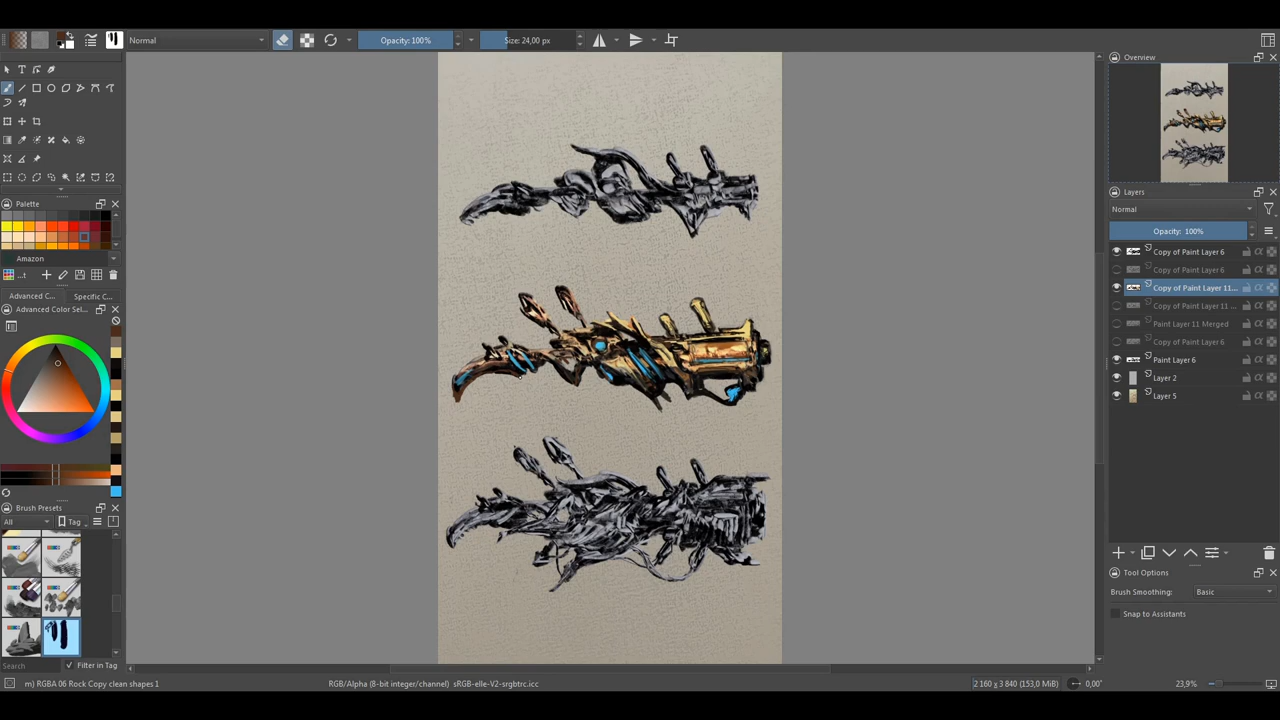 Normal
Opacity: 100%
Size: 24,00 px
Overview
Layers
Normal
Opacity: 100%
Copy of Paint Layer 6
Copy of Paint Layer 6
Copy of Paint Layer 11...
Copy of Paint Layer 11 ...
Paint Layer 11 Merged
Copy of Paint Layer 6
Paint Layer 6
Layer 2
Layer 5
Tool Options
Brush Smoothing: Basic
Snap to Assistants
Palette
Amazon
...t
Advanced C...
Specific C...
Advanced Color Sel...
Brush Presets
All
Tag
Search
Filter in Tag
m) RGBA 06 Rock Copy clean shapes 1
RGB/Alpha (8-bit integer/channel) sRGB-elle-V2-srgbtrc.icc
2 160 x 3 840 (153,0 MiB)
0,00°
23,9%